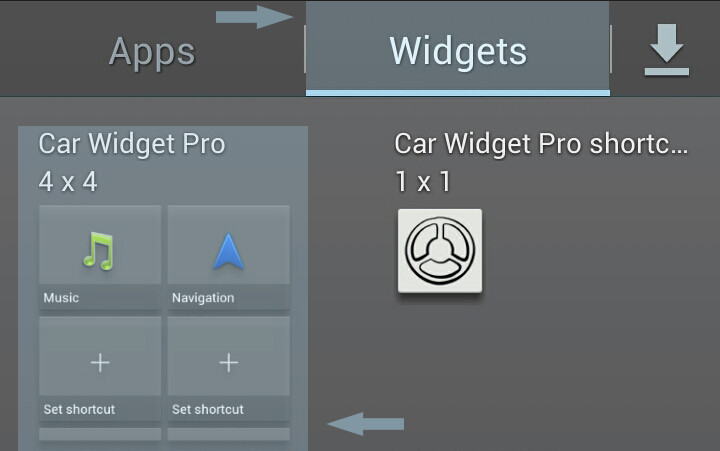 Apps
Widgets
Car Widget Pro
4 x 4
Music
Navigation
+
+
Set shortcut
Set shortcut
Car Widget Pro shortc...
1 x 1